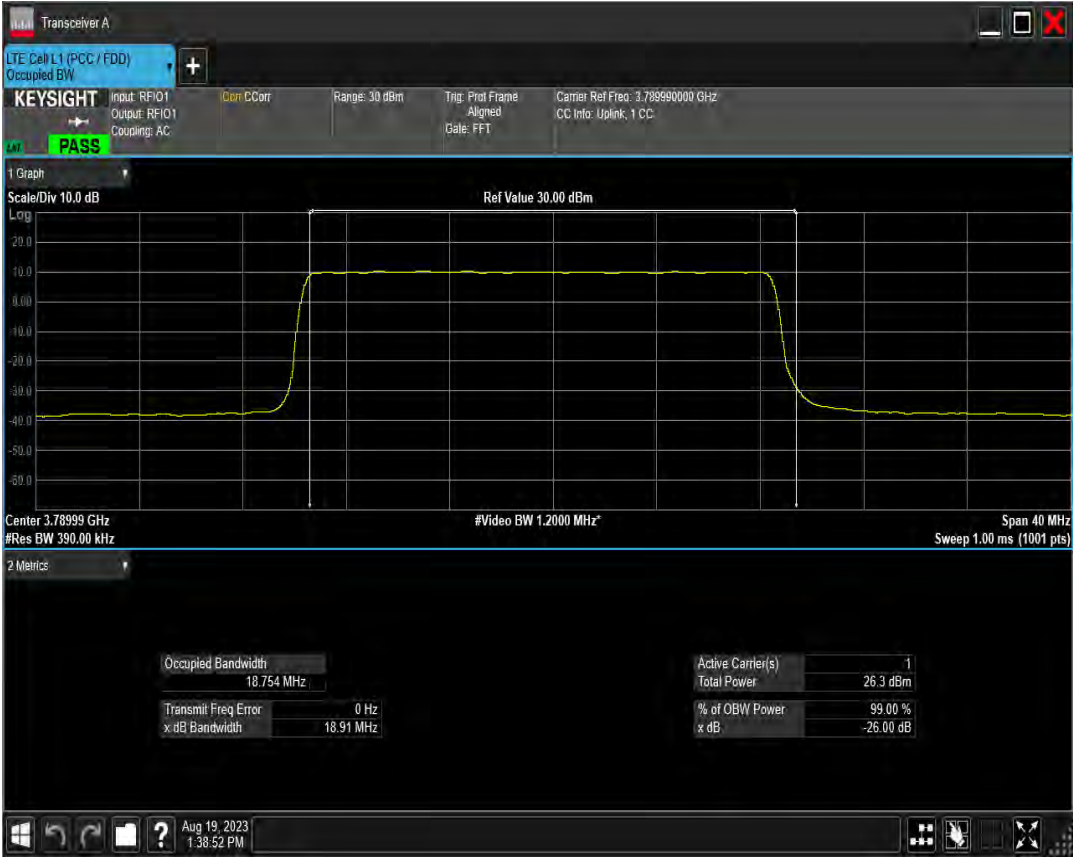 Transceiver A
LTE Cell L1 (PCC / FDD)
Occupied BW
KEYSIGHT
Input: RFIO1
Output: RFIO1
Coupling: AC
Corr CCorr
Range: 30 dBm
Trig: Prot Frame
Aligned
Gate: FFT
Carrier Ref Freq: 3.789990000 GHz
CC Info: Uplink, 1 CC
PASS
1 Graph
Scale/Div 10.0 dB
Ref Value 30.00 dBm
Log
20.0
10.0
0.00
-10.0
-20.0
-30.0
-40.0
-50.0
-60.0
Center 3.78999 GHz
#Video BW 1.2000 MHz*
Span 40 MHz
#Res BW 390.00 kHz
Sweep 1.00 ms (1001 pts)
2 Metrics
Occupied Bandwidth
18.754 MHz
Transmit Freq Error 0 Hz
x dB Bandwidth 18.91 MHz
Active Carrier(s) 1
Total Power 26.3 dBm
% of OBW Power 99.00 %
x dB -26.00 dB
Aug 19, 2023
1:38:52 PM